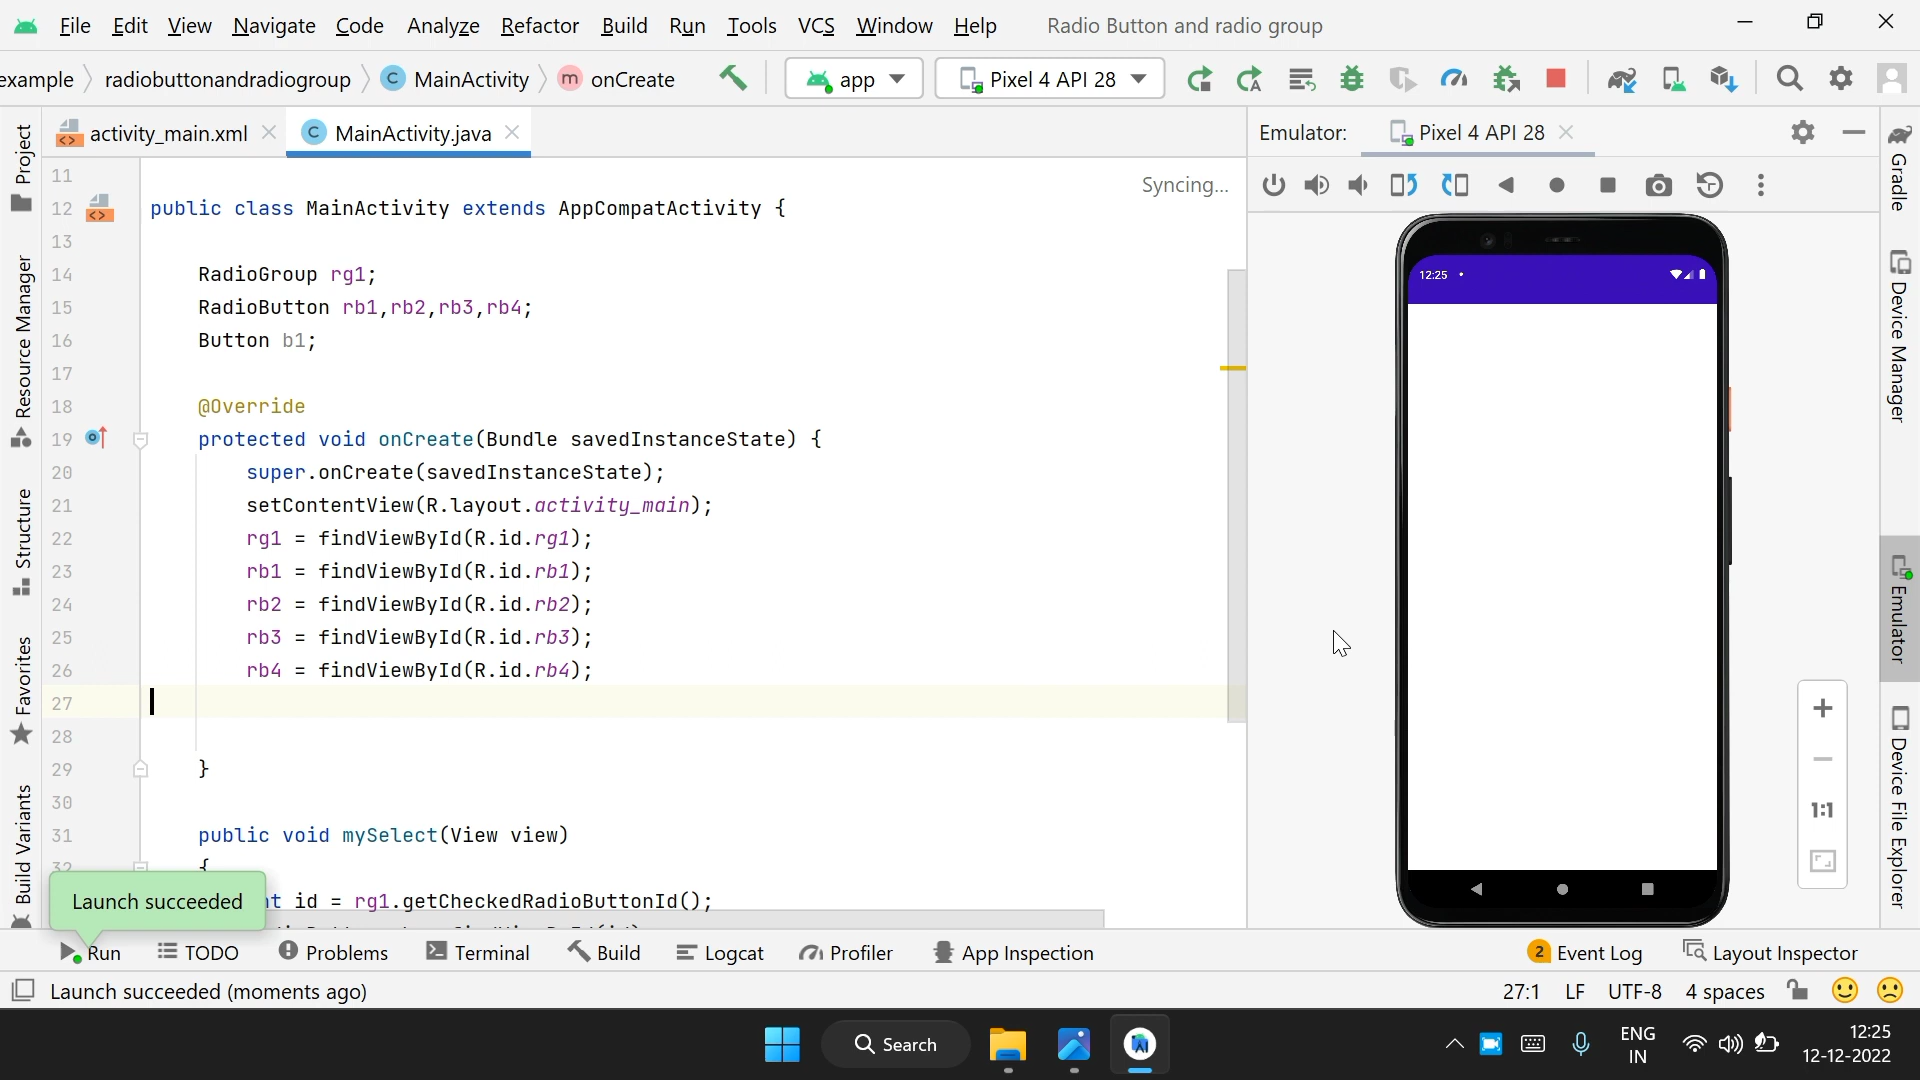 File Edit View Navigate Code Analyze Refactor Build Run Tools VCS Window Help Radio Button and radio group
example radiobuttonandradiogroup C MainActivity m onCreate app Pixel 4 API 28
activity_main.xml C MainActivity.java
Emulator: Pixel 4 API 28
Project
Resource Manager
Structure
Favorites
Build Variants
Syncing...
11
12 public class MainActivity extends AppCompatActivity {
13
14 RadioGroup rg1;
15 RadioButton rb1,rb2,rb3,rb4;
16 Button b1;
17
18 @Override
19 protected void onCreate(Bundle savedInstanceState) {
20 super.onCreate(savedInstanceState);
21 setContentView(R.layout.activity_main);
22 rg1 = findViewById(R.id.rg1);
23 rb1 = findViewById(R.id.rb1);
24 rb2 = findViewById(R.id.rb2);
25 rb3 = findViewById(R.id.rb3);
26 rb4 = findViewById(R.id.rb4);
27
28
29 }
30
31 public void mySelect(View view)
32 {
id = rg1.getCheckedRadioButtonId();
Launch succeeded
12:25
1:1
Gradle
Device Manager
Emulator
Device File Explorer
Run TODO Problems Terminal Build Logcat Profiler App Inspection 2 Event Log Layout Inspector
Launch succeeded (moments ago) 27:1 LF UTF-8 4 spaces
Search
ENG
IN
12:25
12-12-2022